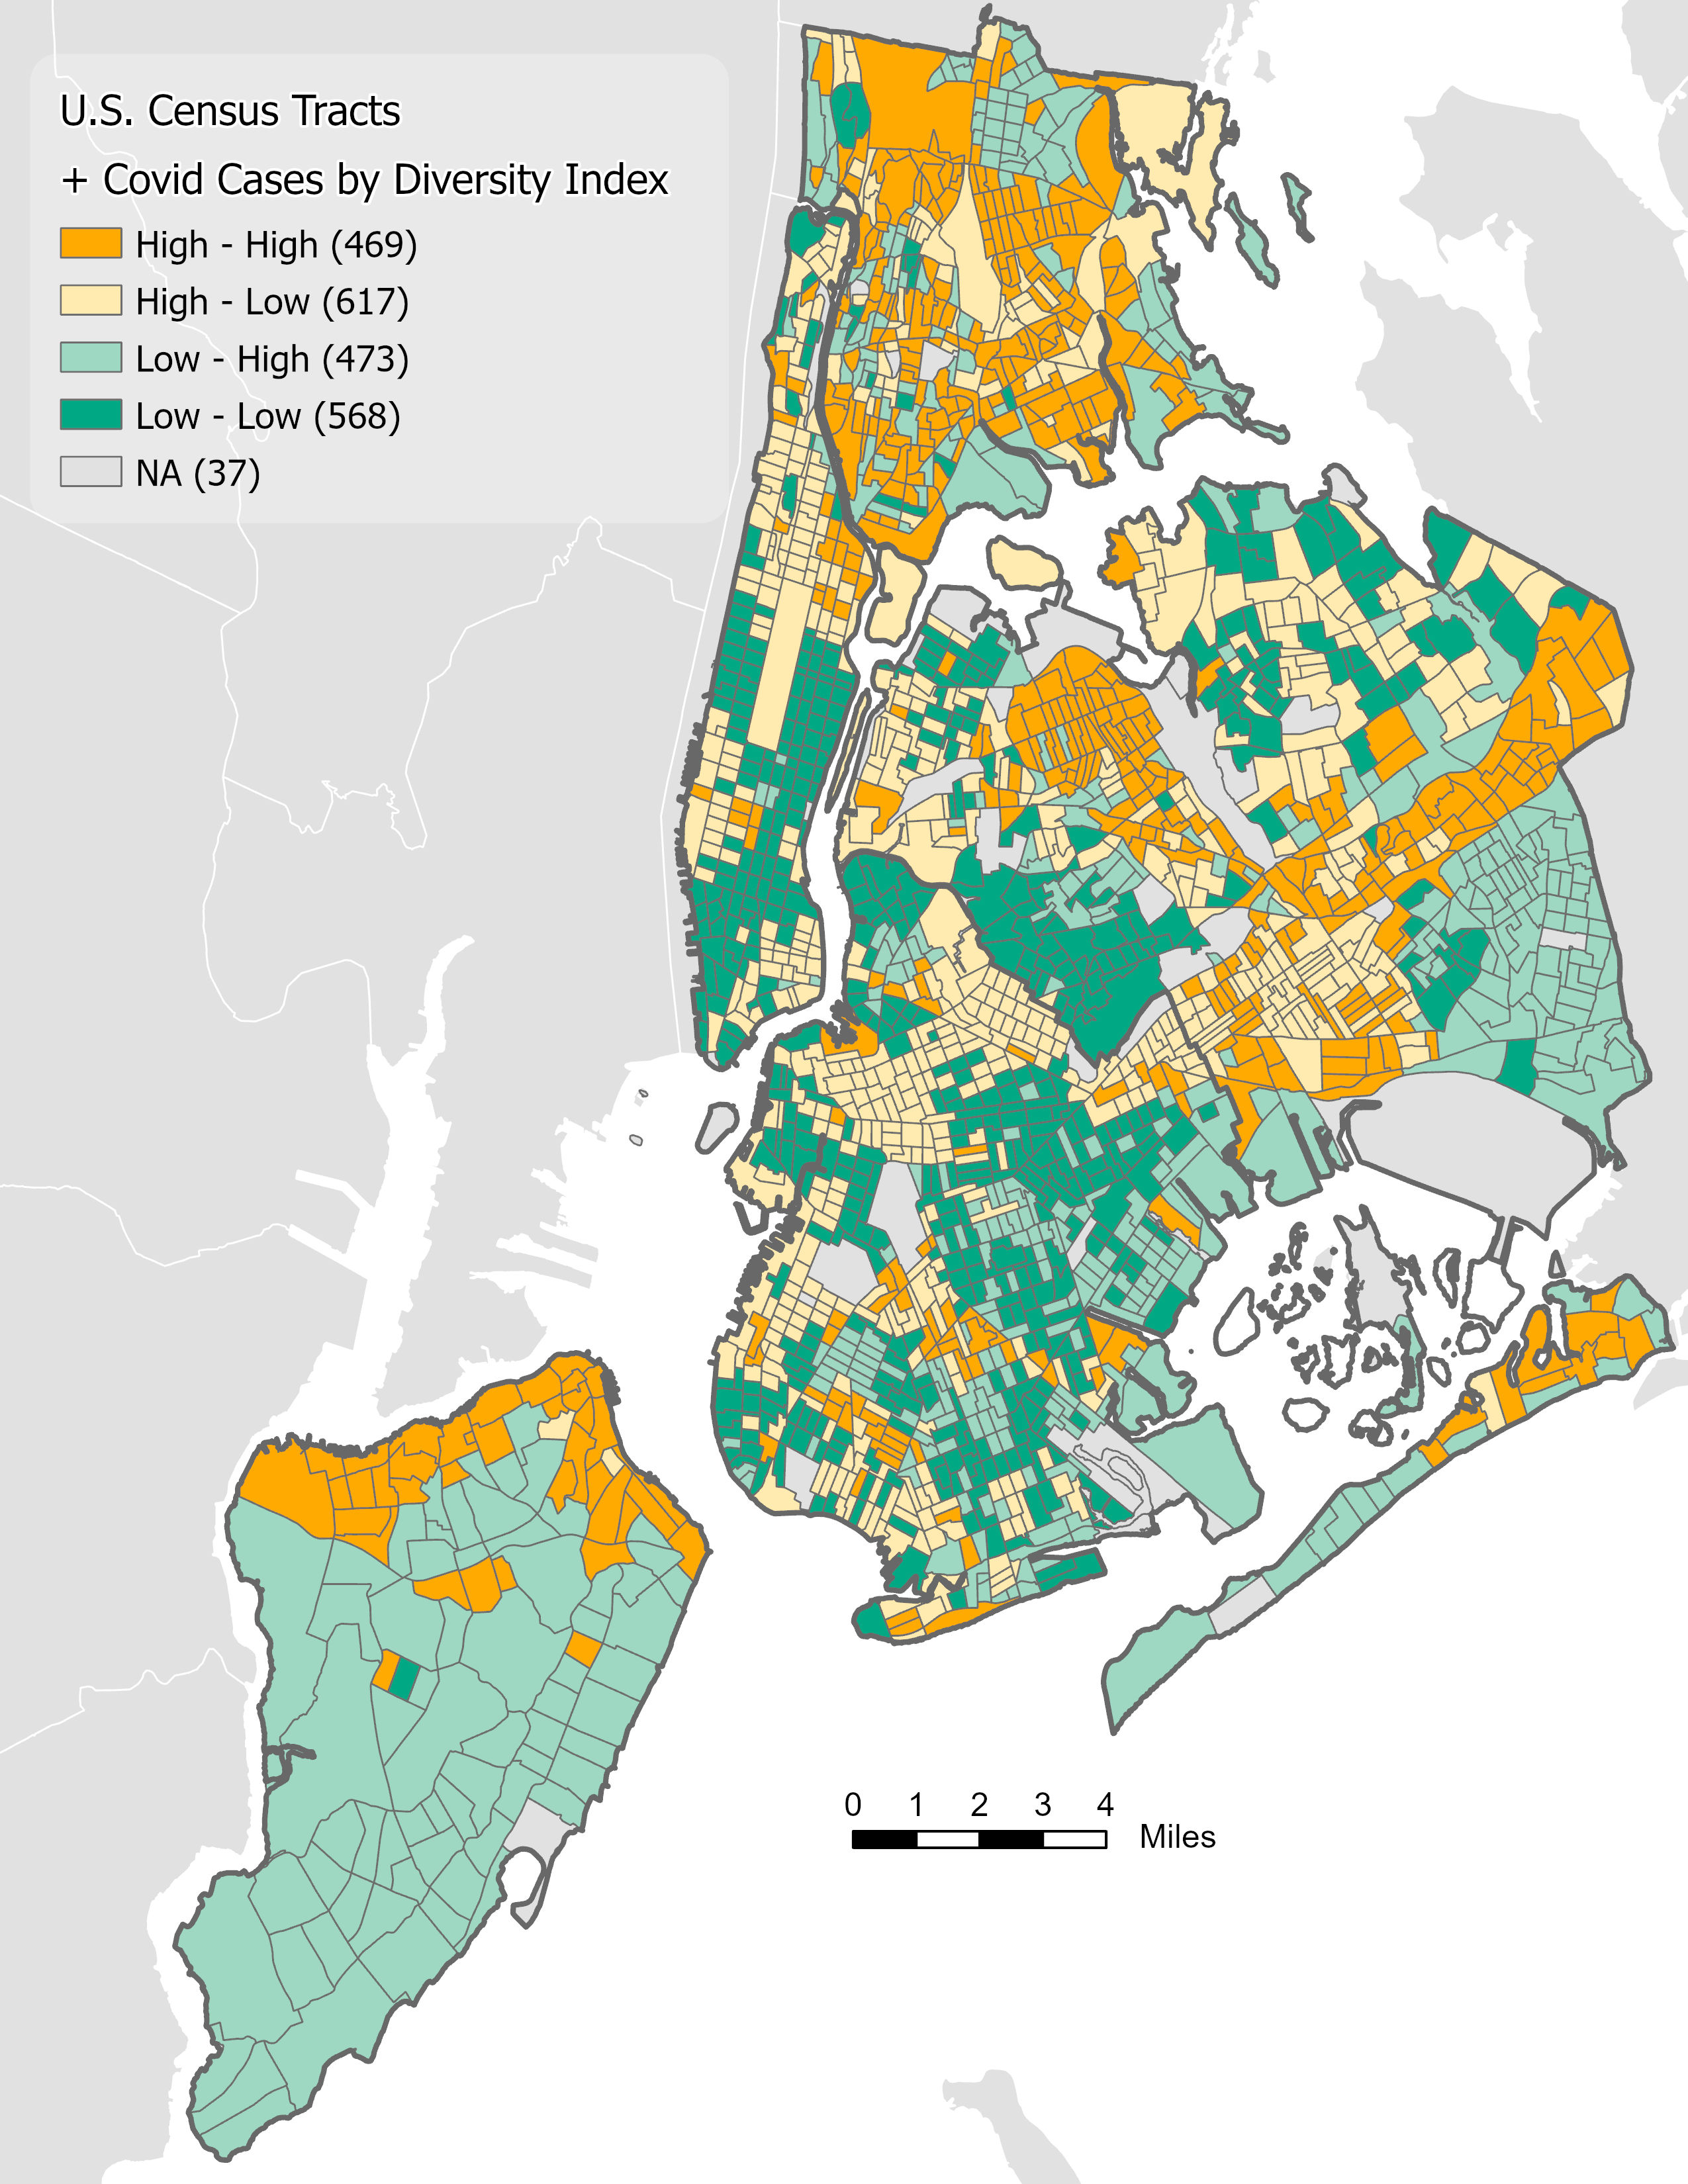 U.S. Census Tracts
+ Covid Cases by Diversity Index
High - High (469)
High - Low (617)
Low - High (473)
Low - Low (568)
NA (37)
0 1 2 3 4
Miles